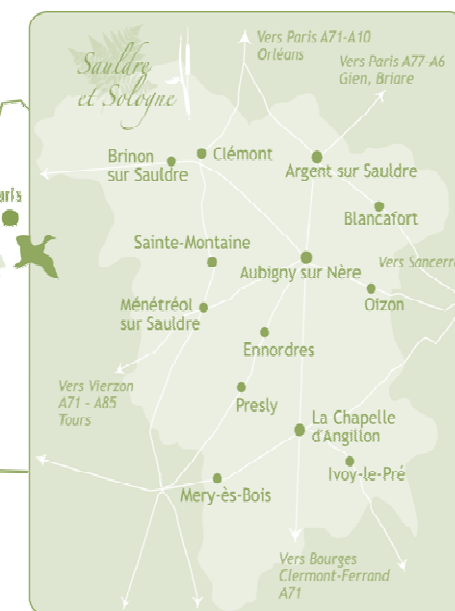 Sauldre
et Sologne
Vers Paris A71-A10
Orléans
Vers Paris A77-A6
Gien, Briare
Brinon
sur Sauldre
Clémont
Argent sur Sauldre
Blancafort
Sainte-Montaine
Aubigny sur Nère
Vers Sancerre
Oizon
Ménétréol
sur Sauldre
Ennordres
Vers Vierzon
A71 - A85
Tours
Presly
La Chapelle
d'Angillon
Ivoy-le-Pré
Mery-ès-Bois
Vers Bourges
Clermont-Ferrand
A71